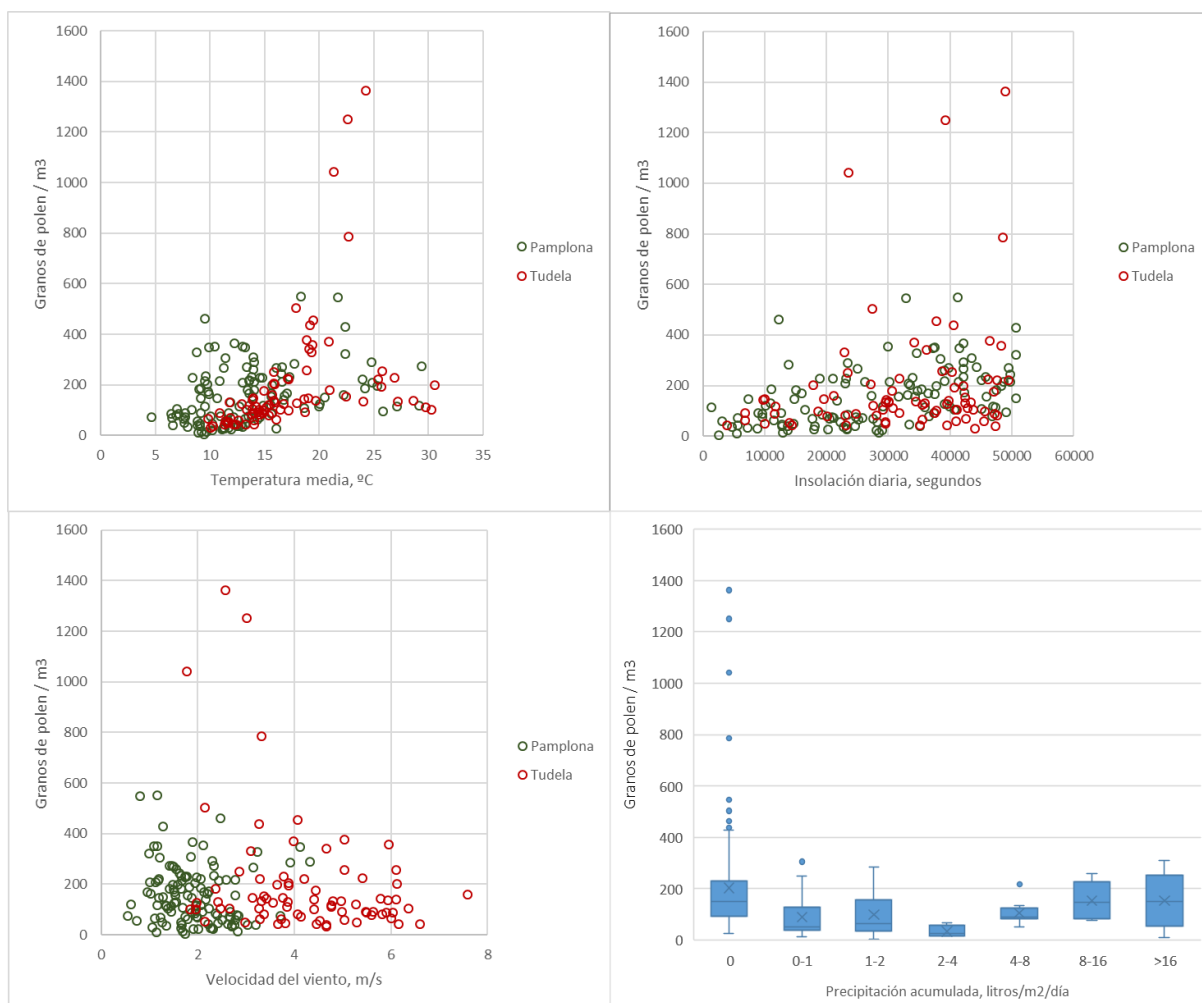 1600
1400
1200
1000
800
600
400
200
0
Granos de polen / m3
0 5 10 15 20 25 30 35
Temperatura media, ºC
Pamplona
Tudela
1600
1400
1200
1000
800
600
400
200
0
Granos de polen / m3
0 10000 20000 30000 40000 50000 60000
Insolación diaria, segundos
Pamplona
Tudela
1600
1400
1200
1000
800
600
400
200
0
Granos de polen / m3
0 2 4 6 8
Velocidad del viento, m/s
Pamplona
Tudela
1600
1400
1200
1000
800
600
400
200
0
Granos de polen / m3
0 0-1 1-2 2-4 4-8 8-16 >16
Precipitación acumulada, litros/m2/día